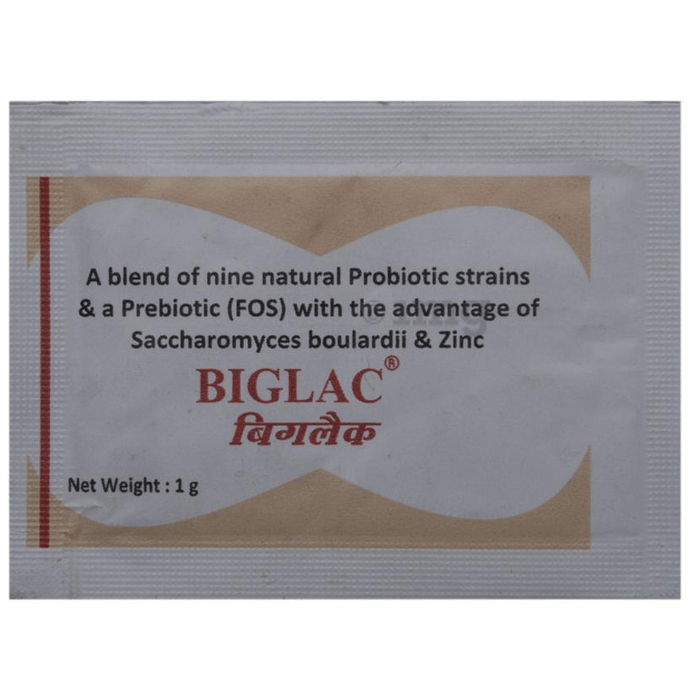 A blend of nine natural Probiotic strains
& a Prebiotic (FOS) with the advantage of
Saccharomyces boulardii & Zinc
BIGLAC®
बिगलैक
Net Weight : 1 g